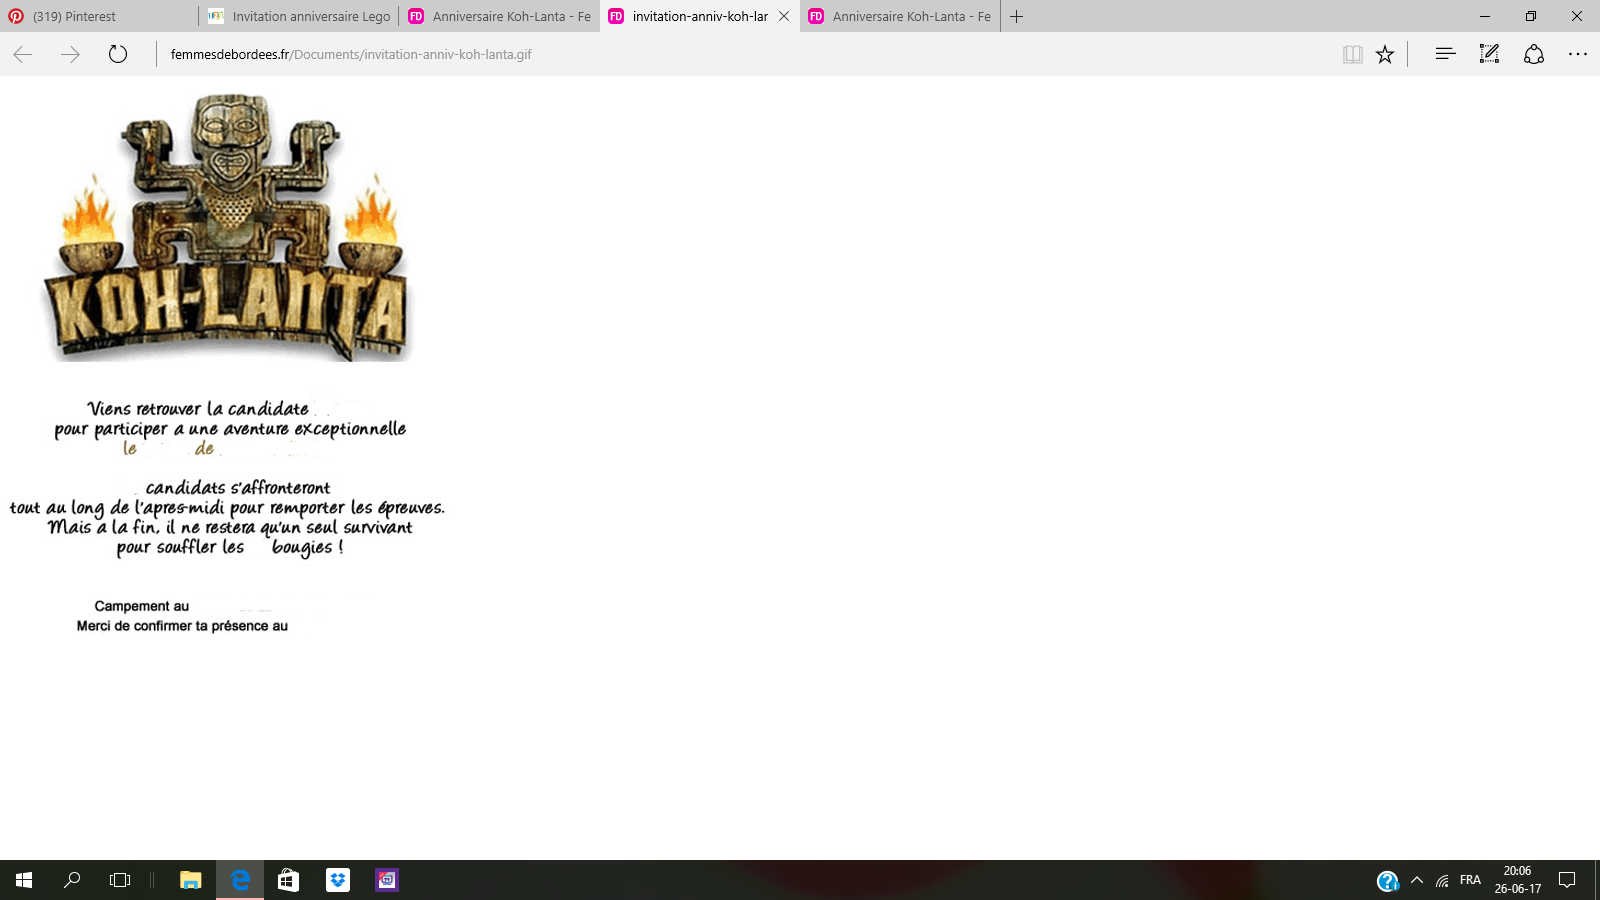 (319) Pinterest
Invitation anniversaire Lego
FD Anniversaire Koh-Lanta - Fe
FD invitation-anniv-koh-lar
FD Anniversaire Koh-Lanta - Fe
femmesdebordees.fr/Documents/invitation-anniv-koh-lanta.gif
KOH-LANTA
Viens retrouver la candidate
pour participer a une aventure exceptionnelle
le de
candidats s'affronteront
tout au long de l'apres-midi pour remporter les épreuves.
Mais a la fin, il ne restera qu'un seul survivant
pour souffler les bougies !
Campement au
Merci de confirmer ta présence au
FRA
20:06
26-06-17